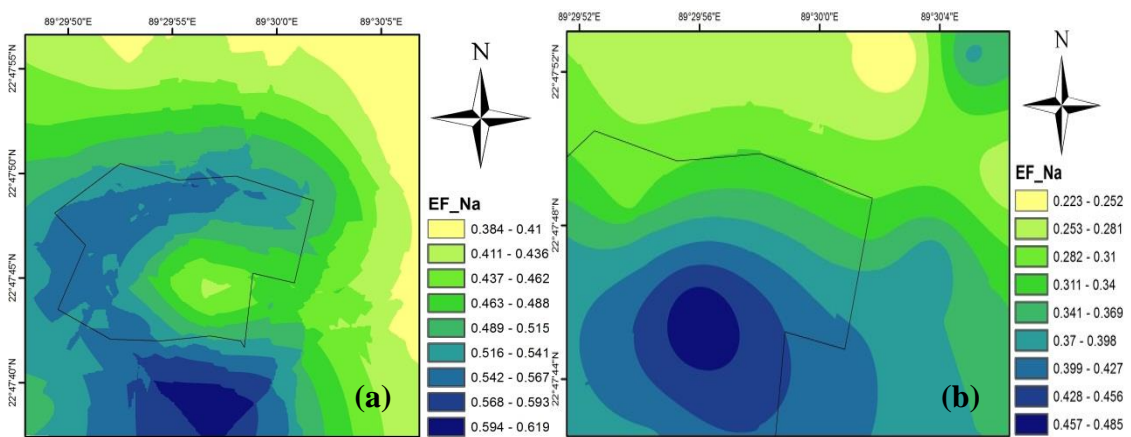 89°29'50"E 89°29'55"E 89°30'0"E 89°30'5"E
22°47'55"N
22°47'50"N
22°47'45"N
22°47'40"N
N
EF_Na
0.384 - 0.41
0.411 - 0.436
0.437 - 0.462
0.463 - 0.488
0.489 - 0.515
0.516 - 0.541
0.542 - 0.567
0.568 - 0.593
0.594 - 0.619
(a)
89°29'52"E 89°29'56"E 89°30'0"E 89°30'4"E
22°47'52"N
22°47'48"N
22°47'44"N
N
EF_Na
0.223 - 0.252
0.253 - 0.281
0.282 - 0.31
0.311 - 0.34
0.341 - 0.369
0.37 - 0.398
0.399 - 0.427
0.428 - 0.456
0.457 - 0.485
(b)